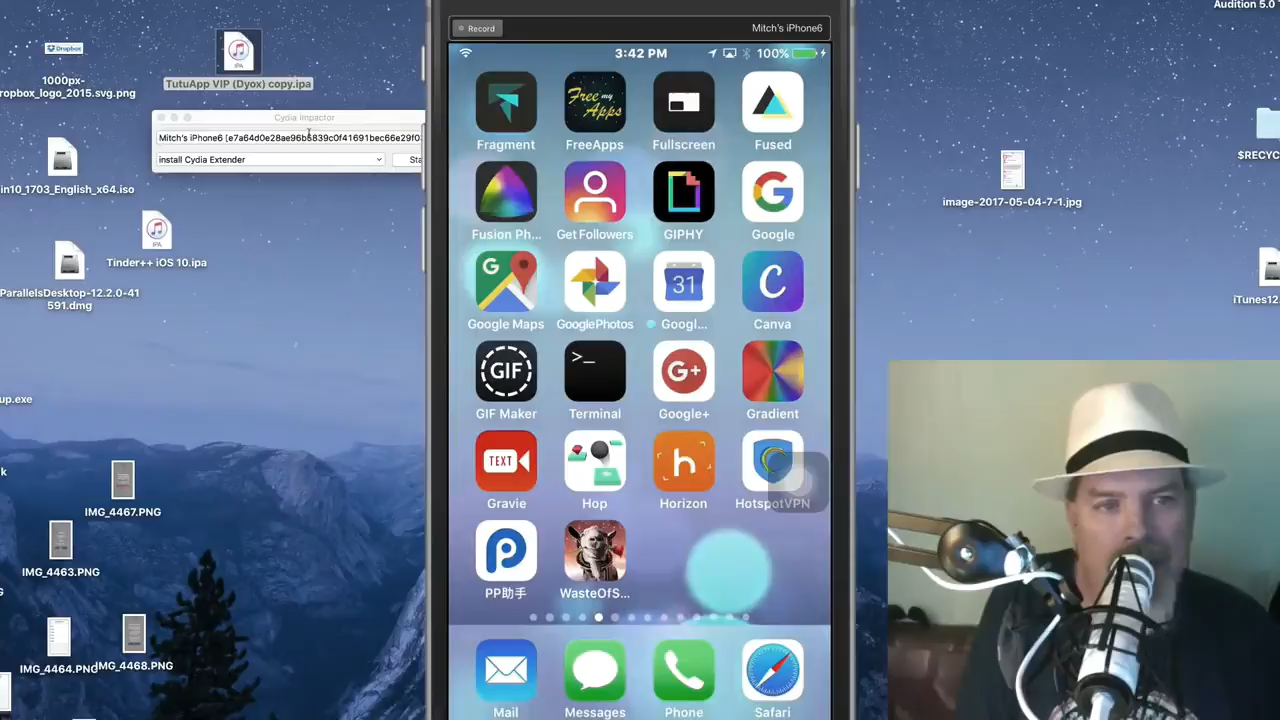 Audition 5.0
Dropbox
1000px-
ropbox_logo_2015.svg.png
IPA
TutuApp VIP (Dyox) copy.ipa
Cydia Impactor
install Cydia Extender
Sta
in10_1703_English_x64.iso
IPA
Tinder++ iOS 10.ipa
ParallelsDesktop-12.2.0-41
591.dmg
up.exe
IMG_4467.PNG
IMG_4463.PNG
IMG_4464.PNG
IMG_4468.PNG
Record
Mitch's iPhone6
3:42 PM
100%
Fragment
Free my Apps
FreeApps
Fullscreen
Fused
Fusion Ph...
Get Followers
GIPHY
G
Google
G
Google Maps
GooglePhotos
31
Googl...
C
Canva
GIF
GIF Maker
>_
Terminal
G+
Google+
Gradient
TEXT
Gravie
Hop
h
Horizon
HotspotVPN
P
PP助手
WasteOfS...
Mail
Messages
Phone
Safari
image-2017-05-04-7-1.jpg
$RECYC
iTunes12